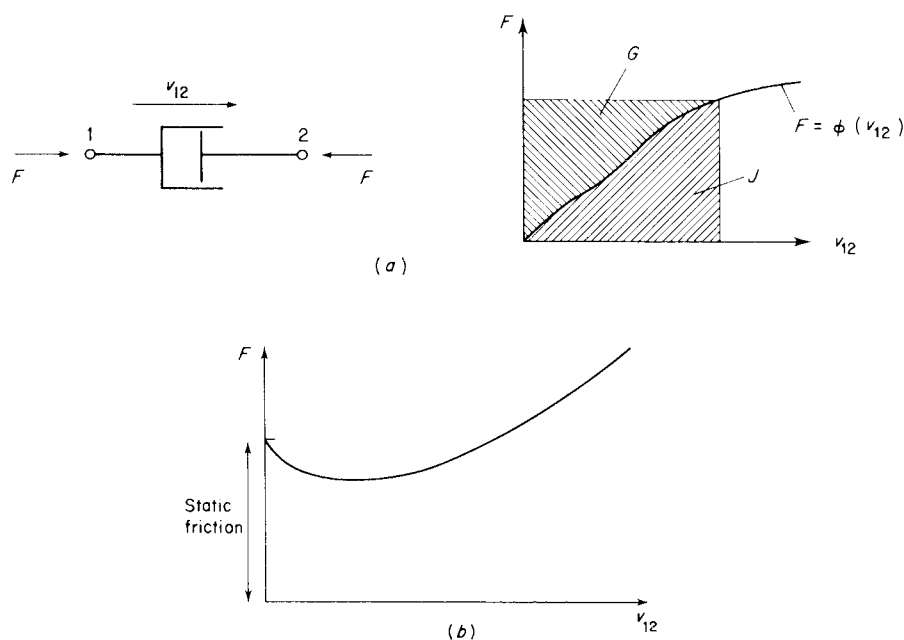 v12
1
2
F
F
F
G
F = ϕ (v12)
J
v12
(a)
F
Static
friction
v12
(b)